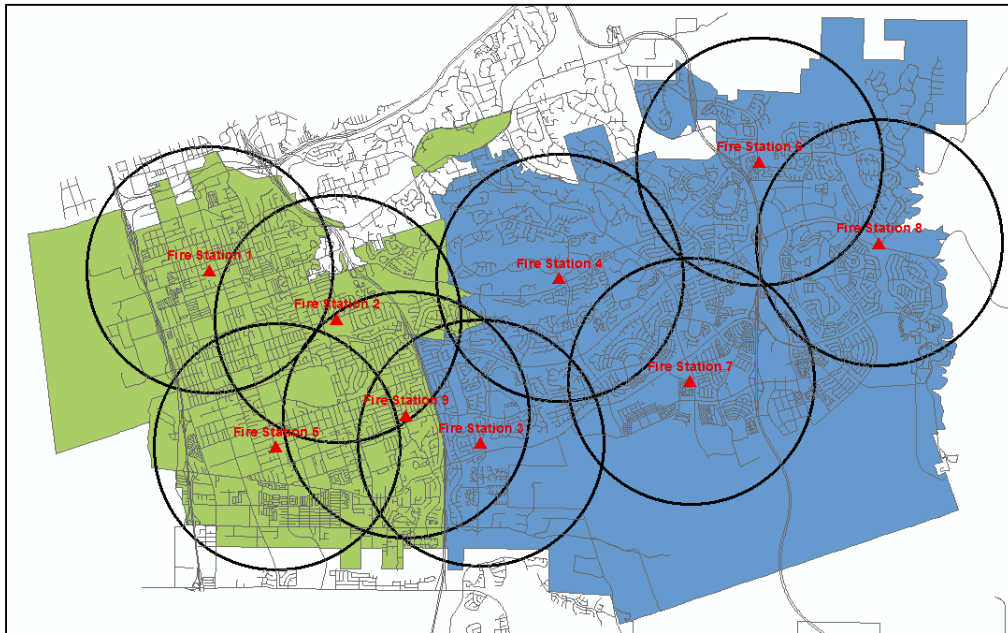 Fire Station 6
Fire Station 8
Fire Station 1
Fire Station 4
Fire Station 2
Fire Station 7
Fire Station 9
Fire Station 5
Fire Station 3